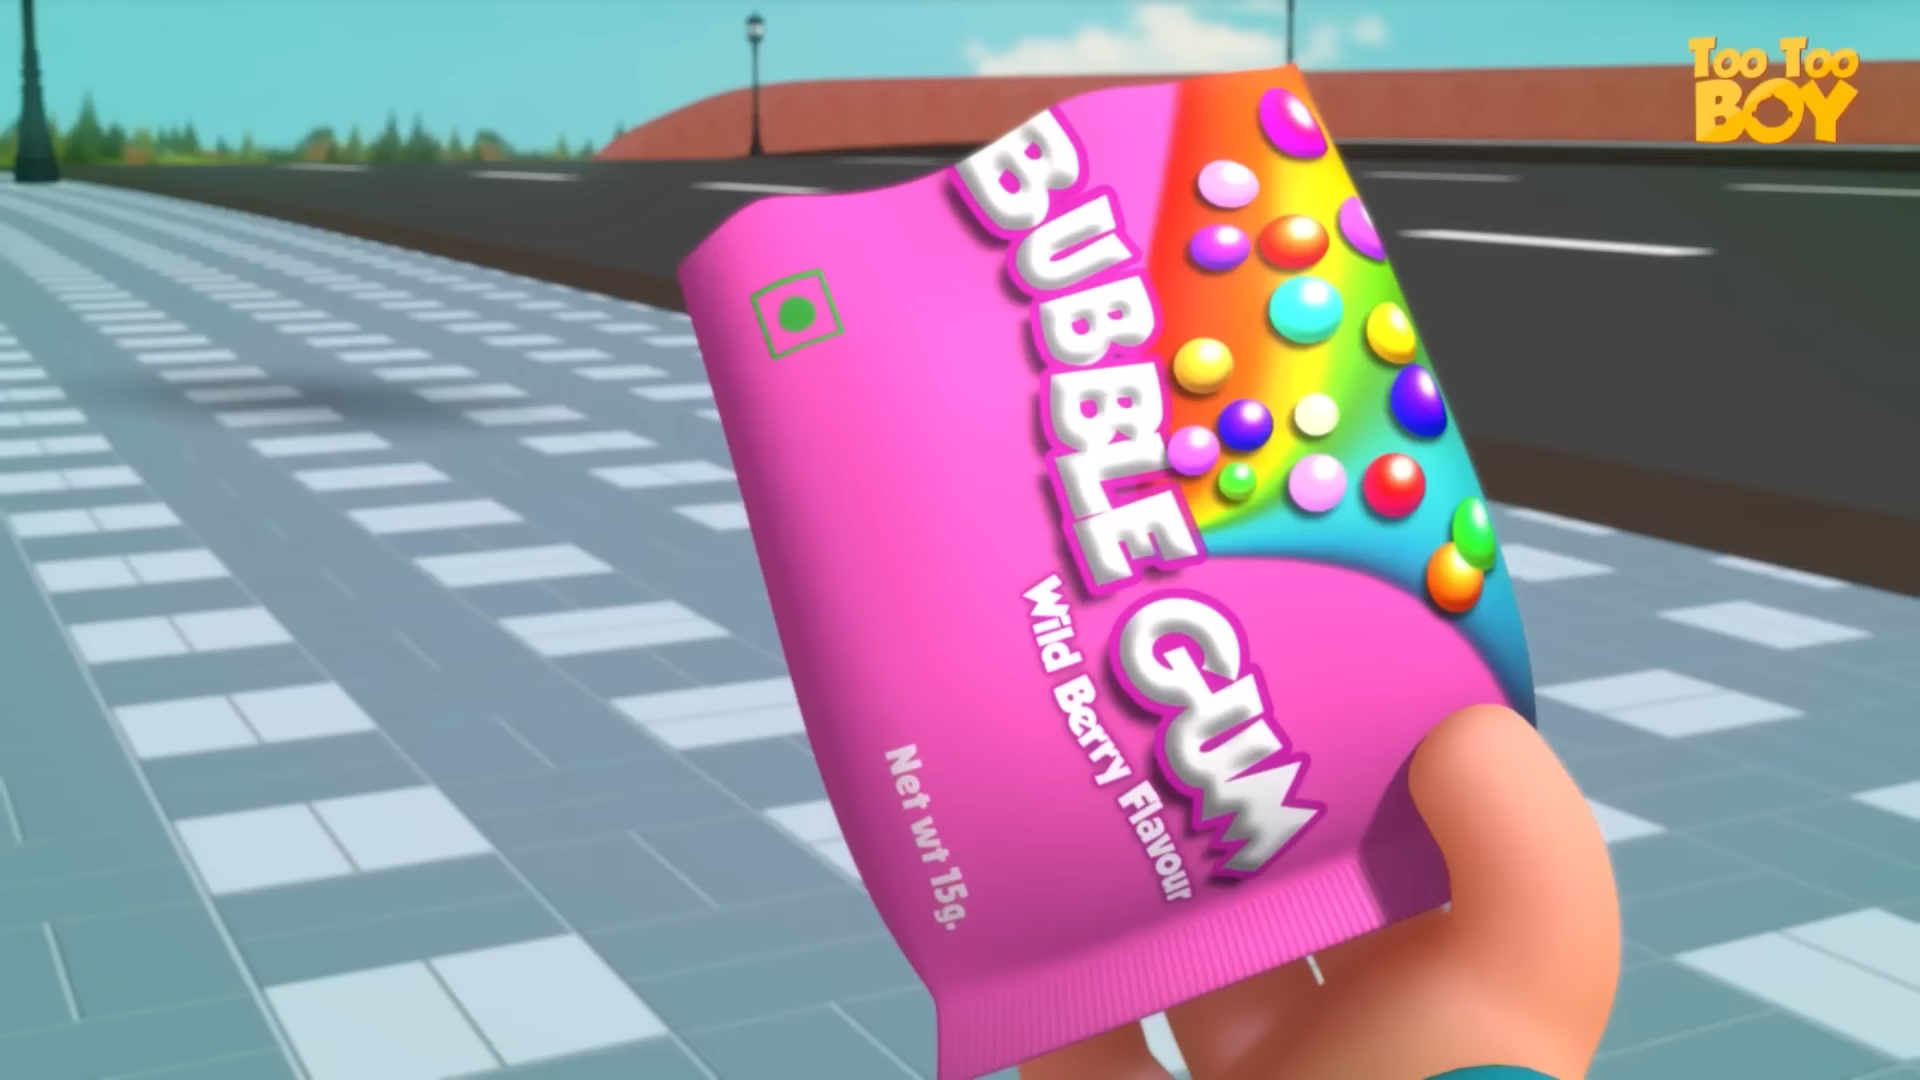 Too Too
BOY
BUBBLE GUM
Wild Berry Flavour
Net wt 15g.